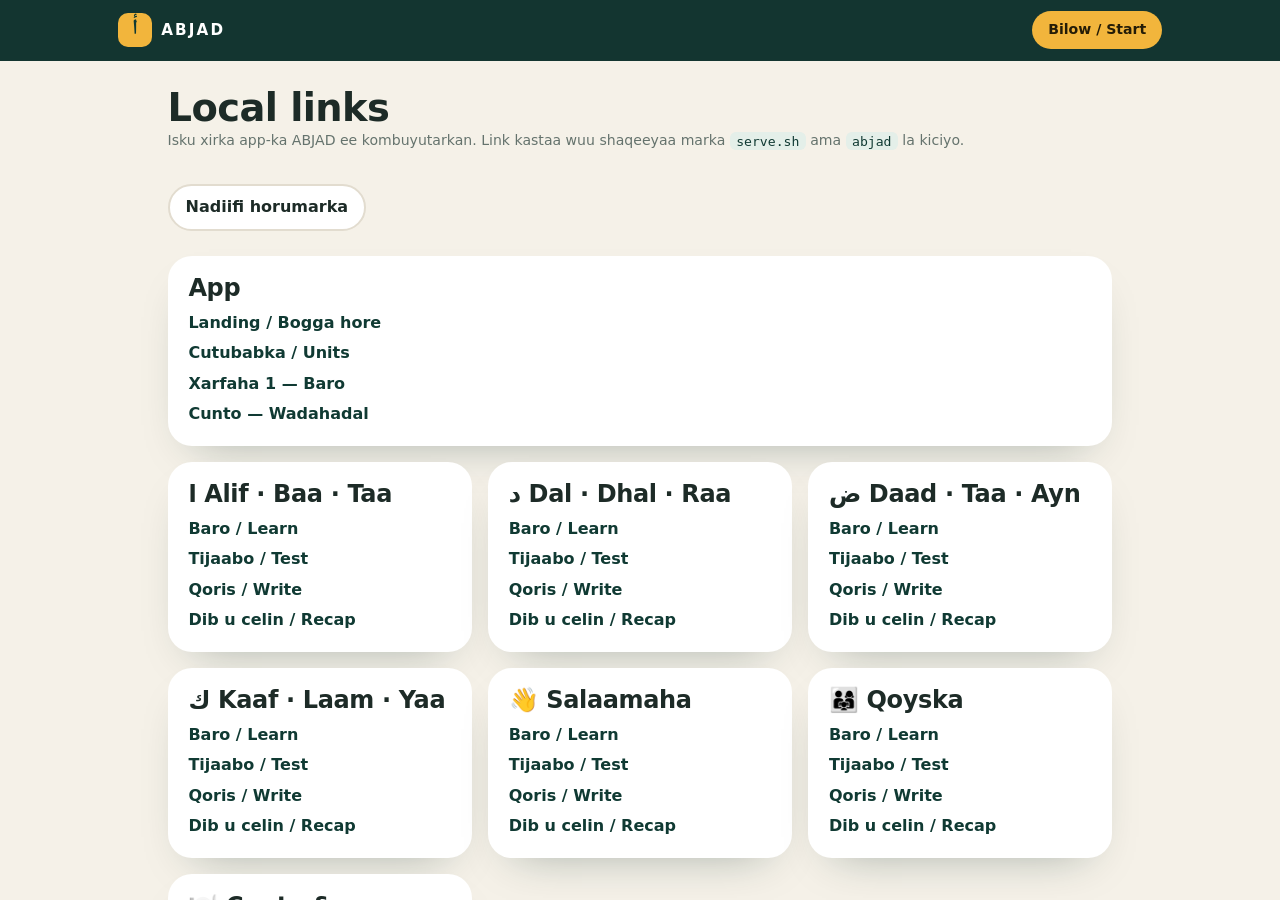 أ ABJAD
Bilow / Start
Local links
Isku xirka app-ka ABJAD ee kombuyutarkan. Link kastaa wuu shaqeeyaa marka serve.sh ama abjad la kiciyo.
Nadiifi horumarka
App
Landing / Bogga hore
Cutubabka / Units
Xarfaha 1 — Baro
Cunto — Wadahadal
ا Alif · Baa · Taa
Baro / Learn
Tijaabo / Test
Qoris / Write
Dib u celin / Recap
د Dal · Dhal · Raa
Baro / Learn
Tijaabo / Test
Qoris / Write
Dib u celin / Recap
ض Daad · Taa · Ayn
Baro / Learn
Tijaabo / Test
Qoris / Write
Dib u celin / Recap
ك Kaaf · Laam · Yaa
Baro / Learn
Tijaabo / Test
Qoris / Write
Dib u celin / Recap
👋 Salaamaha
Baro / Learn
Tijaabo / Test
Qoris / Write
Dib u celin / Recap
👨‍👩‍👧 Qoyska
Baro / Learn
Tijaabo / Test
Qoris / Write
Dib u celin / Recap